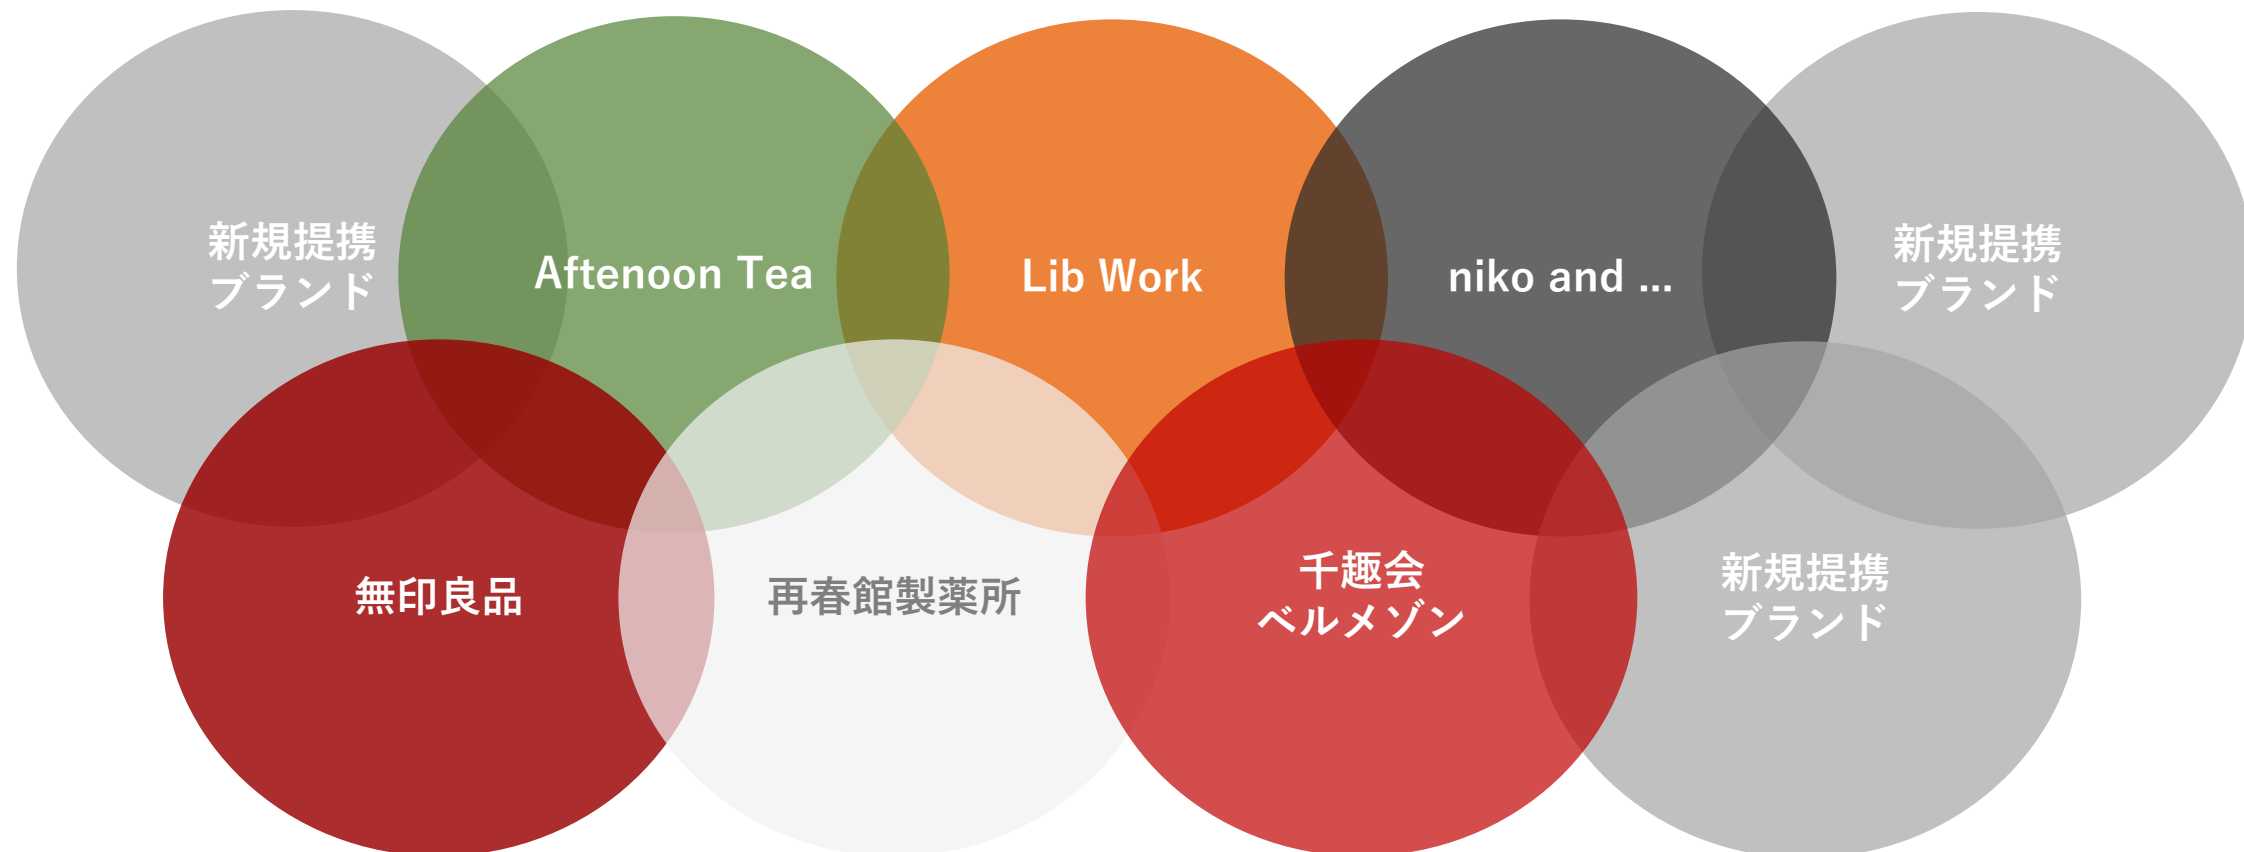 新規提携
ブランド
Aftenoon Tea
Lib Work
niko and ...
新規提携
ブランド
無印良品
再春館製薬所
千趣会
ベルメゾン
新規提携
ブランド